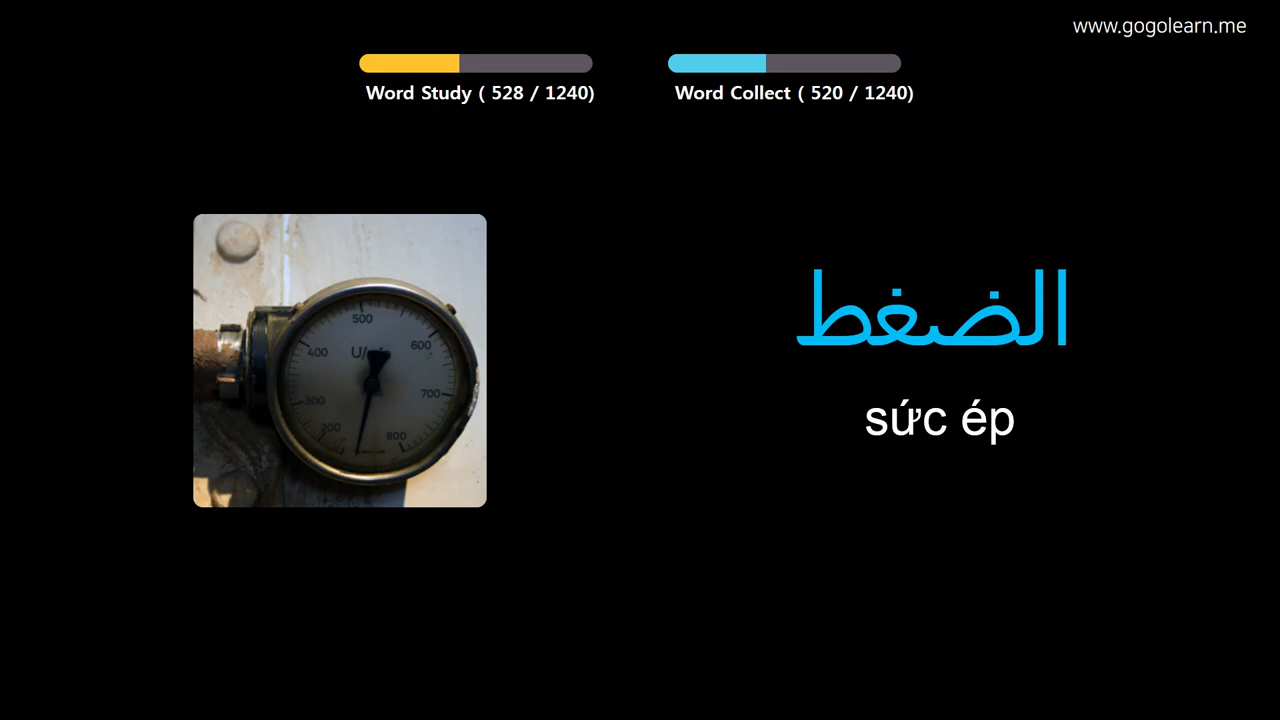 www.gogolearn.me
Word Study ( 528 / 1240)
Word Collect ( 520 / 1240)
الضغط
sức ép
500
400
600
300
700
200
800